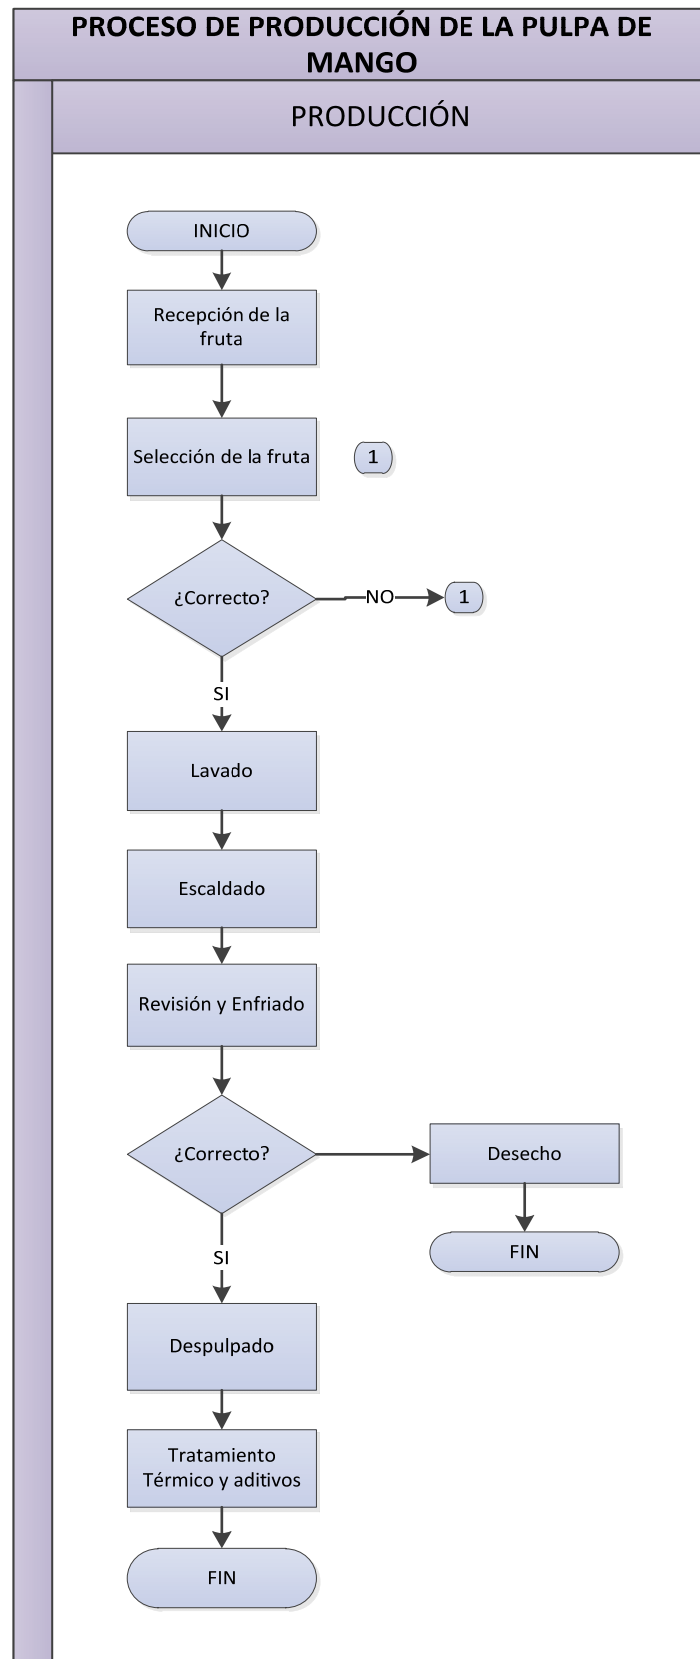 PROCESO DE PRODUCCIÓN DE LA PULPA DE
MANGO
PRODUCCIÓN
INICIO
Recepción de la
fruta
Selección de la fruta
1
¿Correcto?
NO
1
SI
Lavado
Escaldado
Revisión y Enfriado
¿Correcto?
Desecho
SI
FIN
Despulpado
Tratamiento
Térmico y aditivos
FIN